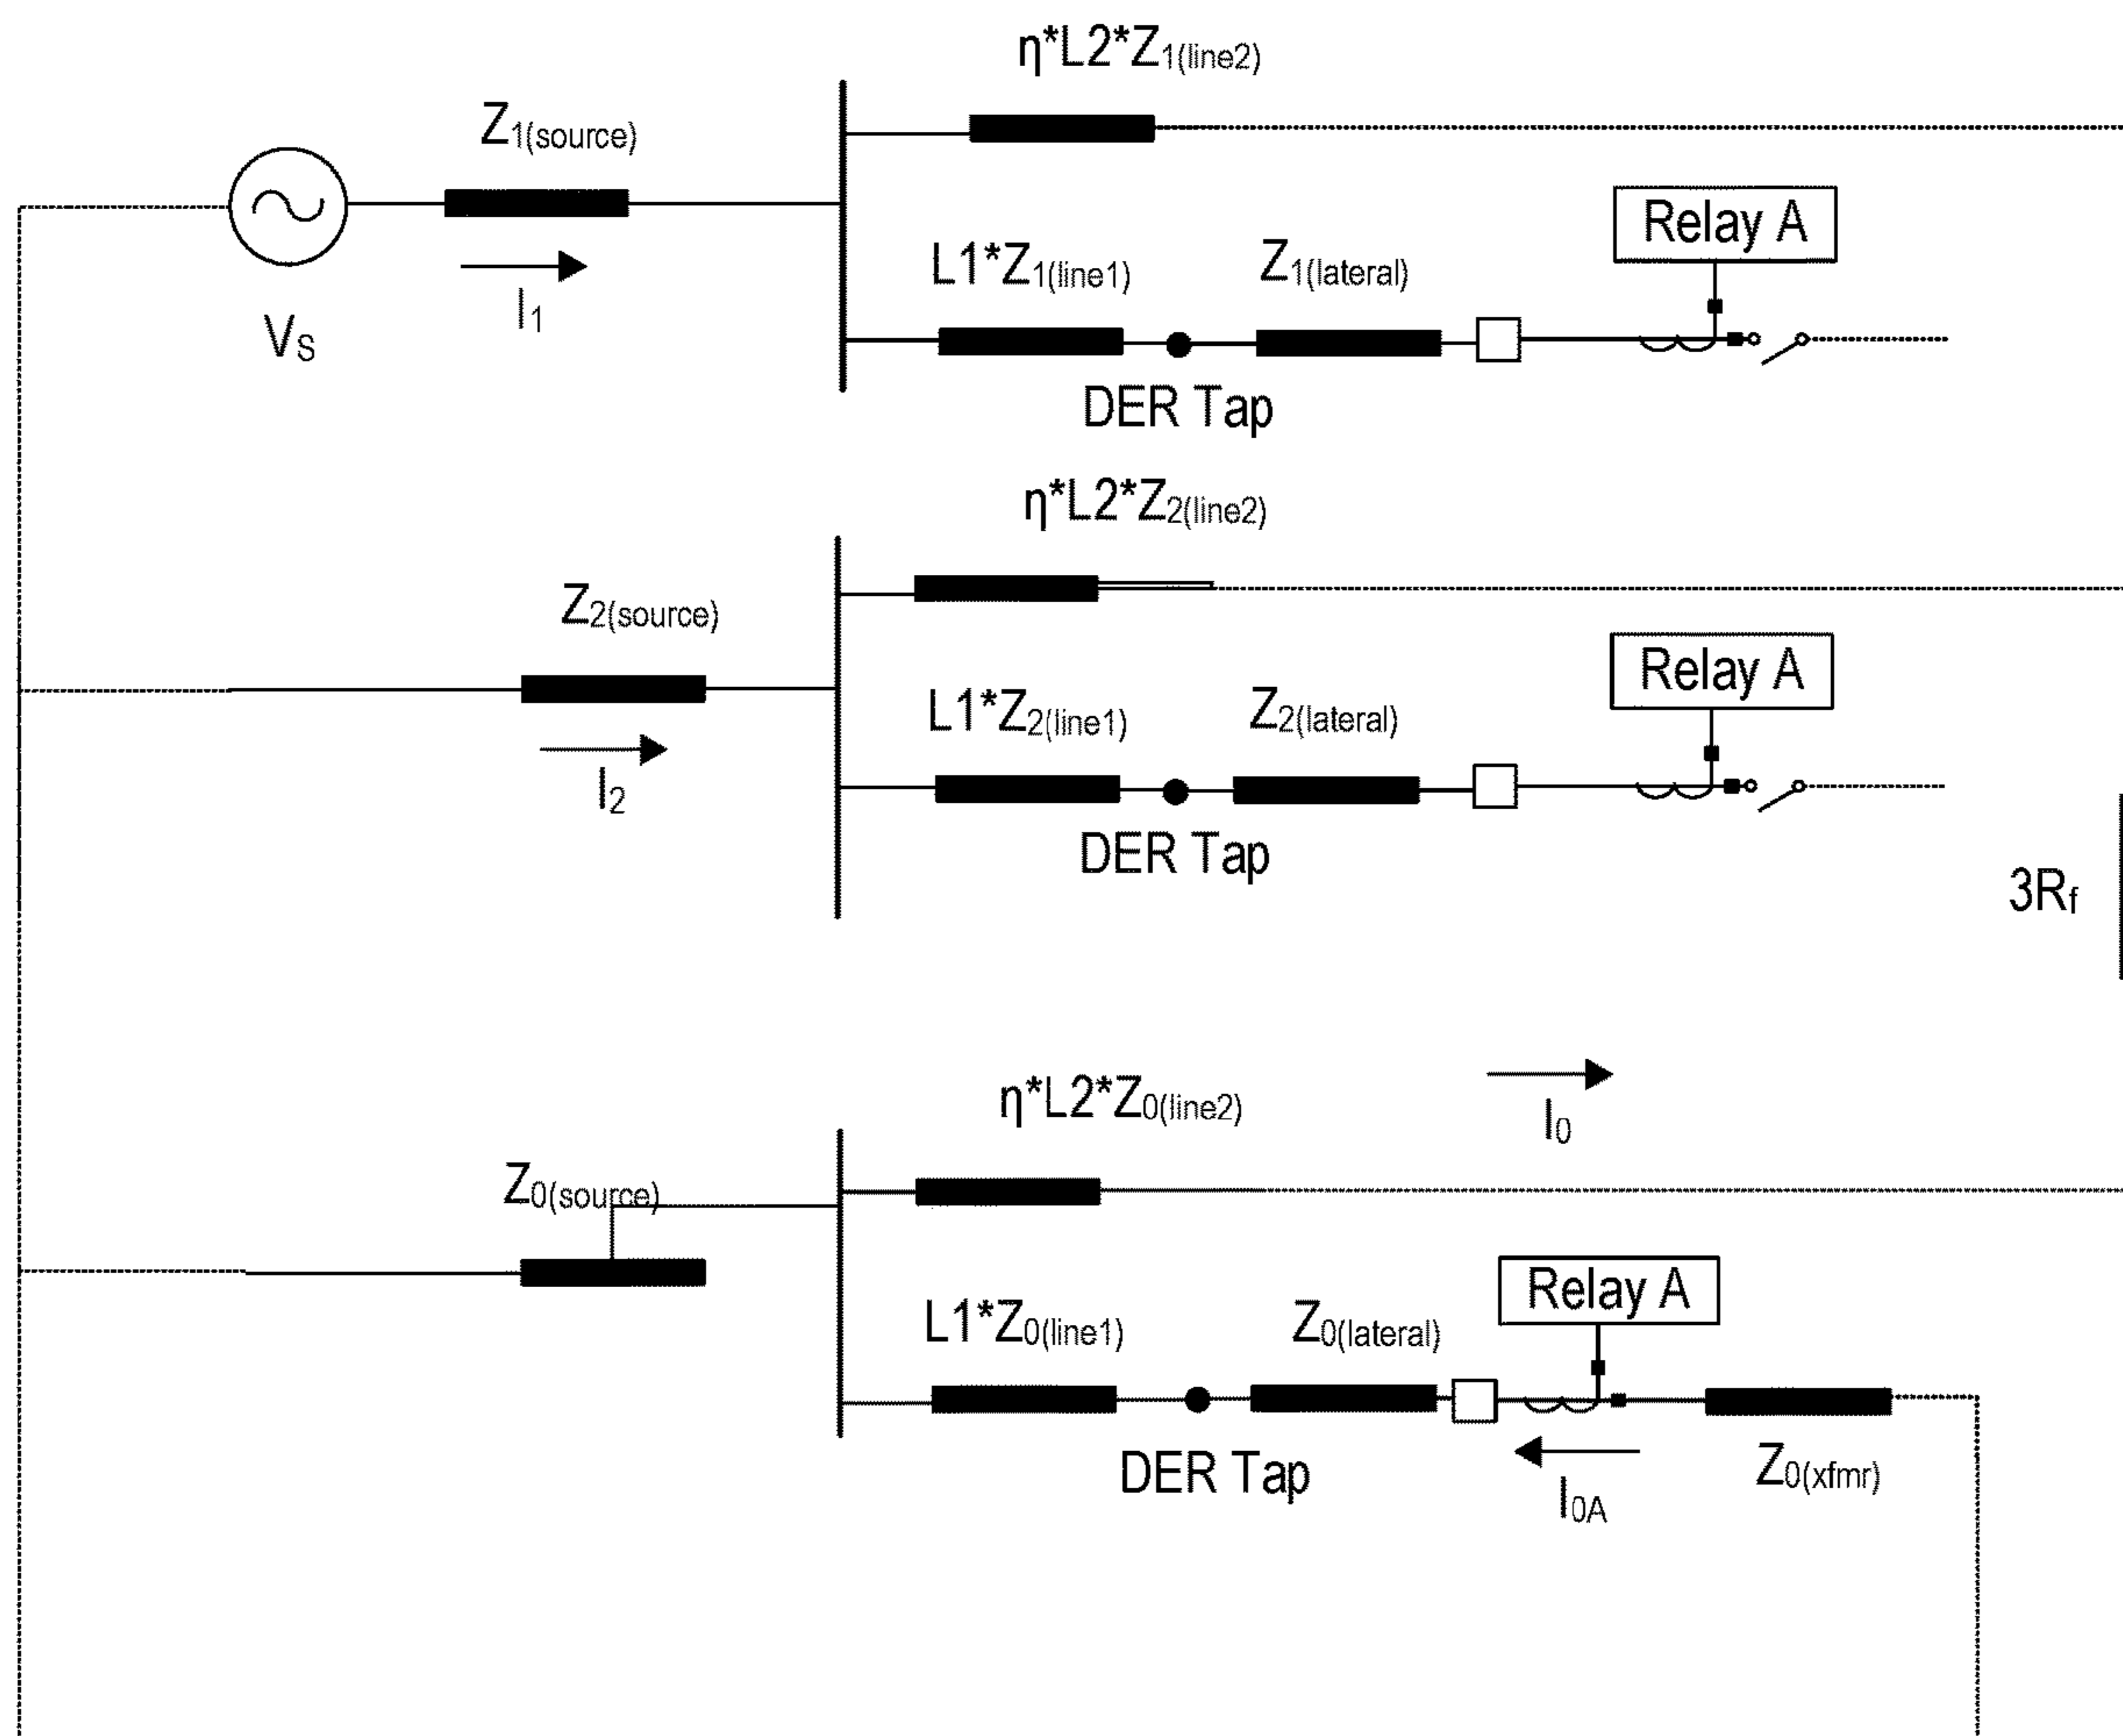 η*L2*Z1(line2)
Z1(source)
I1
VS
L1*Z1(line1)
Z1(lateral)
Relay A
DER Tap
η*L2*Z2(line2)
Z2(source)
I2
L1*Z2(line1)
Z2(lateral)
Relay A
DER Tap
3Rf
η*L2*Z0(line2)
I0
Z0(source)
L1*Z0(line1)
Z0(lateral)
Relay A
DER Tap
I0A
Z0(xfmr)